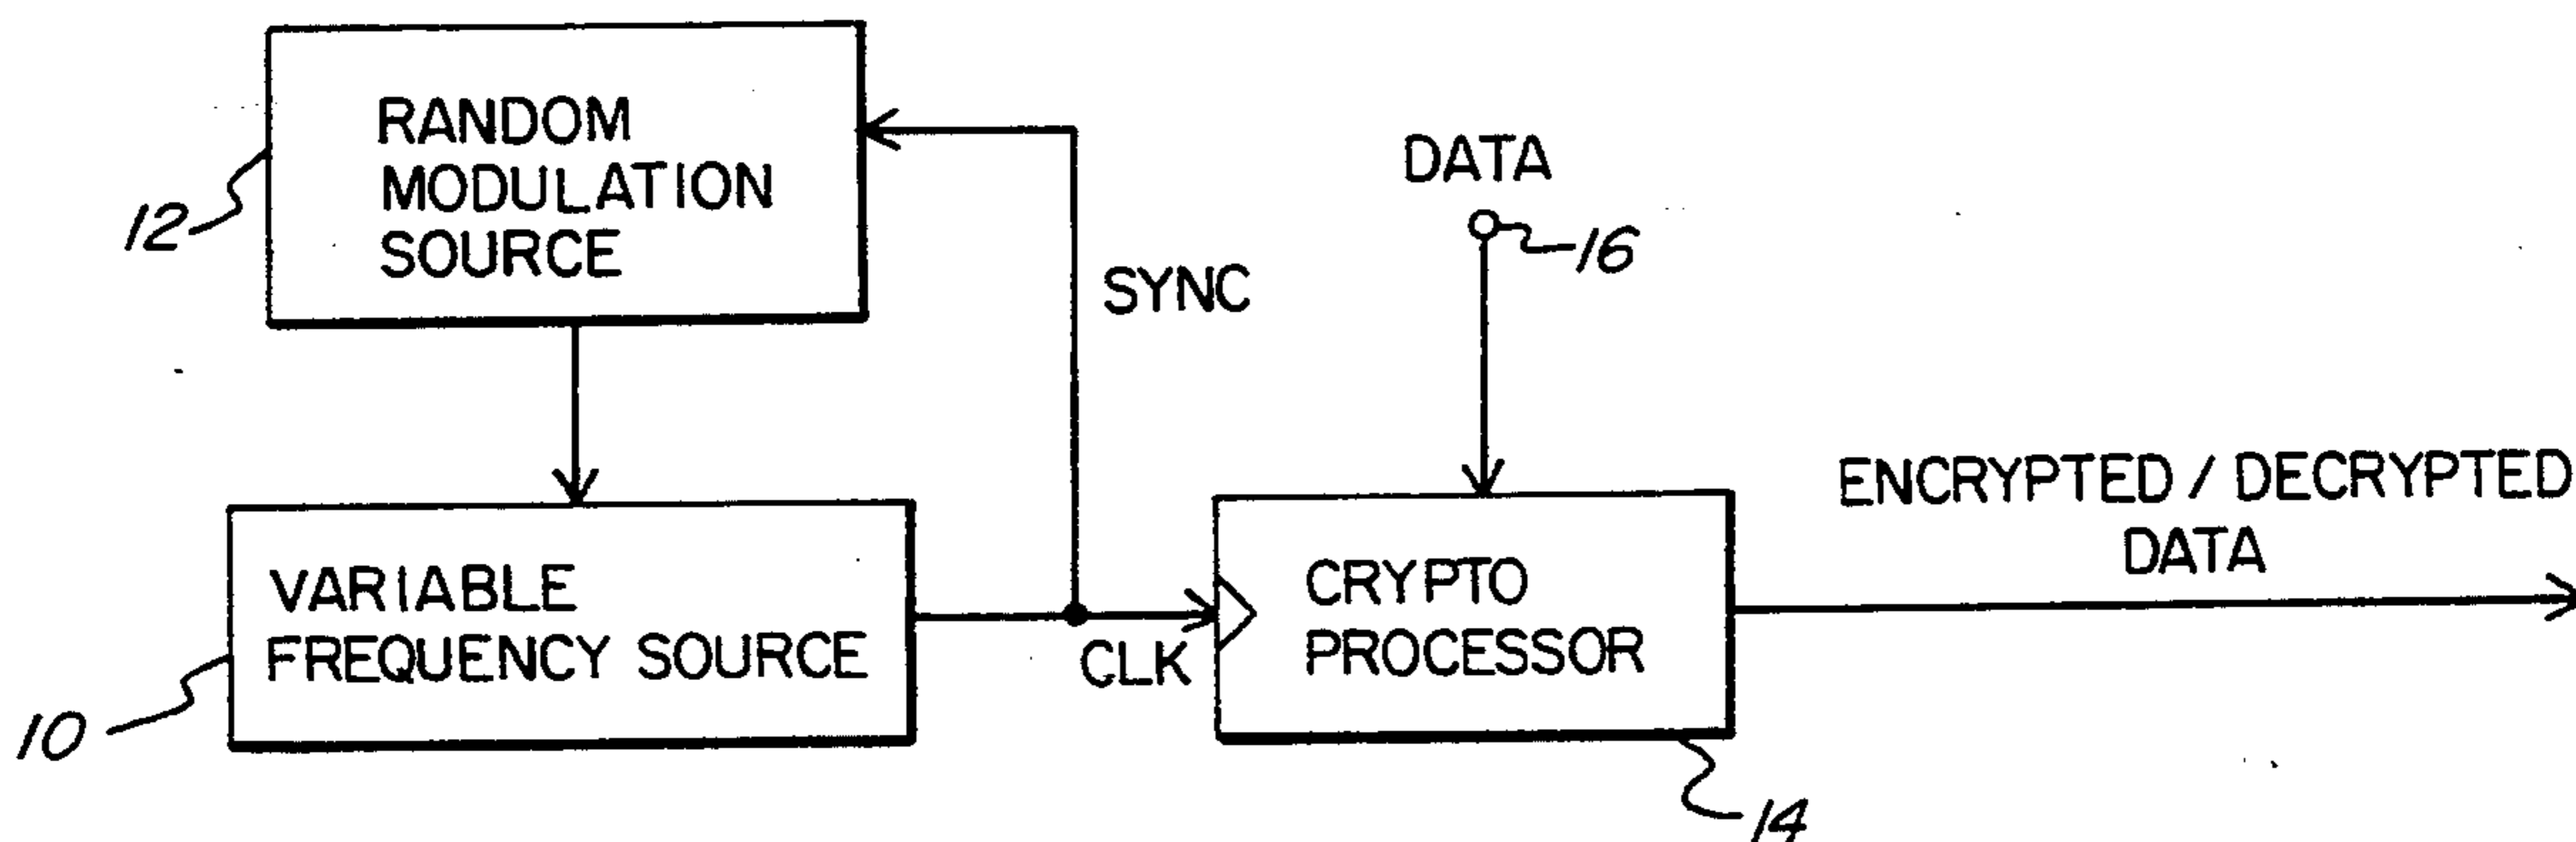 RANDOM
MODULATION
SOURCE
12
SYNC
DATA
16
VARIABLE
FREQUENCY SOURCE
10
CLK
CRYPTO
PROCESSOR
14
ENCRYPTED / DECRYPTED
DATA